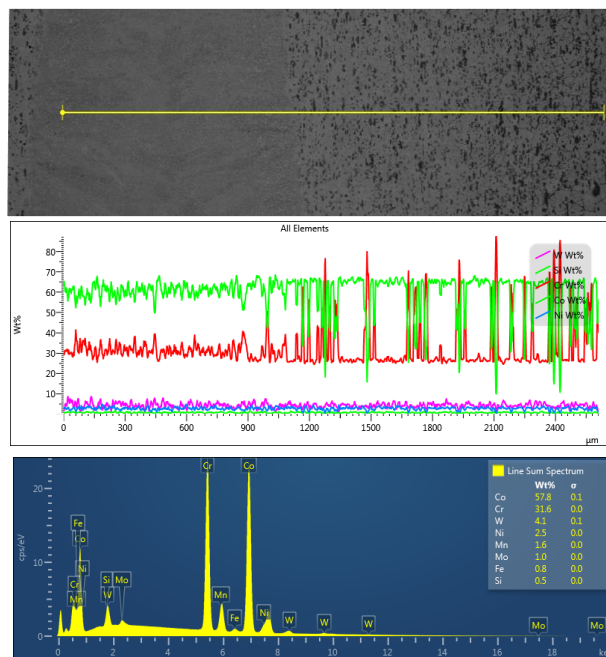 All Elements
Wt%
80
70
60
50
40
30
20
10
W Wt%
Si Wt%
Cr Wt%
Co Wt%
Ni Wt%
0 300 600 900 1200 1500 1800 2100 2400
µm
cps/eV
20
10
0
Fe
Co
Ni
Cr
Mn
Si
W
Mo
Cr
Mn
Fe
Co
Ni
W
W
W
Mo
Mo
Line Sum Spectrum
Wt% σ
Co 57.8 0.1
Cr 31.6 0.0
W 4.1 0.1
Ni 2.5 0.0
Mn 1.6 0.0
Mo 1.0 0.0
Fe 0.8 0.0
Si 0.5 0.0
0 2 4 6 8 10 12 14 16 18